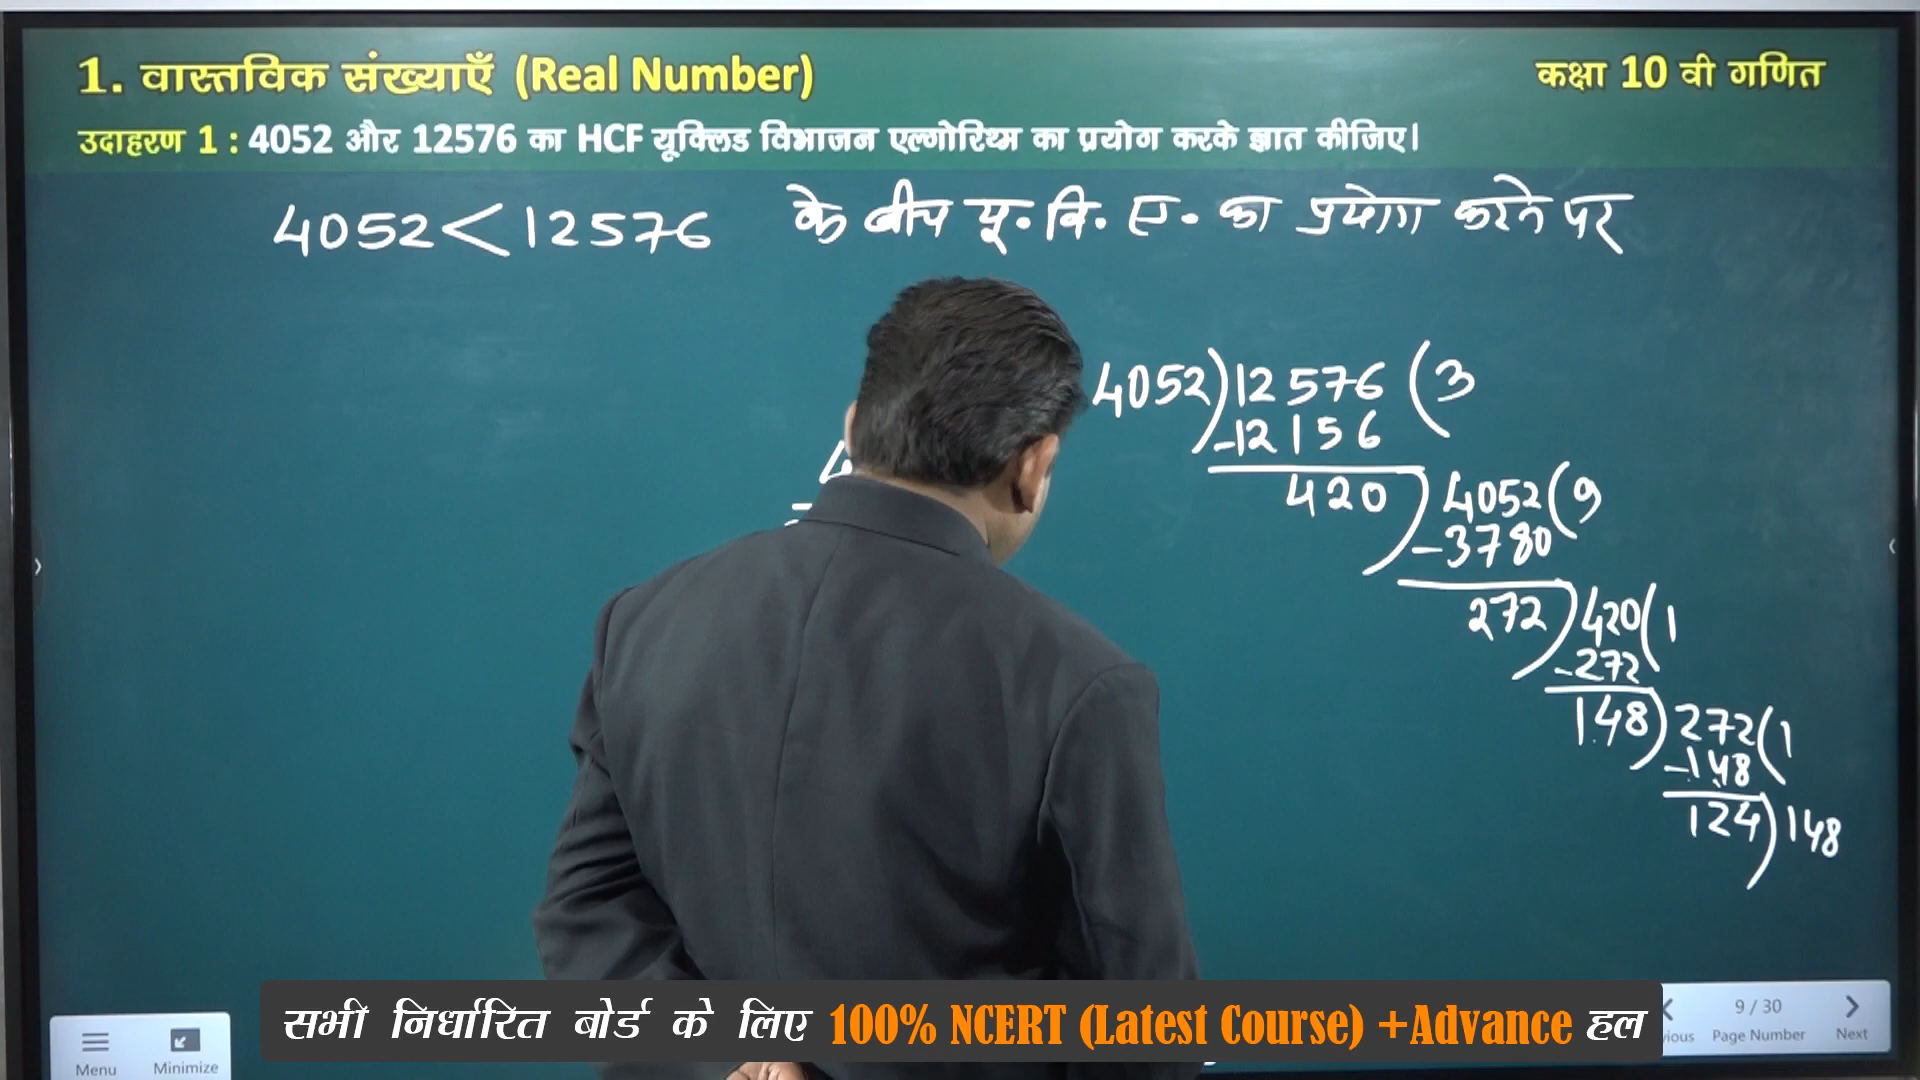 1. वास्तविक संख्याएँ (Real Number)
कक्षा 10 वी गणित
उदाहरण 1 : 4052 और 12576 का HCF यूक्लिड विभाजन एल्गोरिथ्म का प्रयोग करके ज्ञात कीजिए।
4052 < 12576 के बीच यू. वि. ए. का प्रयोग करने पर
4052)12576(3
-12156
420)4052(9
-3780
272)420(1
-272
148)272(1
-148
124)148
सभी निर्धारित बोर्ड के लिए 100% NCERT (Latest Course) +Advance हल
Menu
Minimize
9 / 30
Page Number
Next